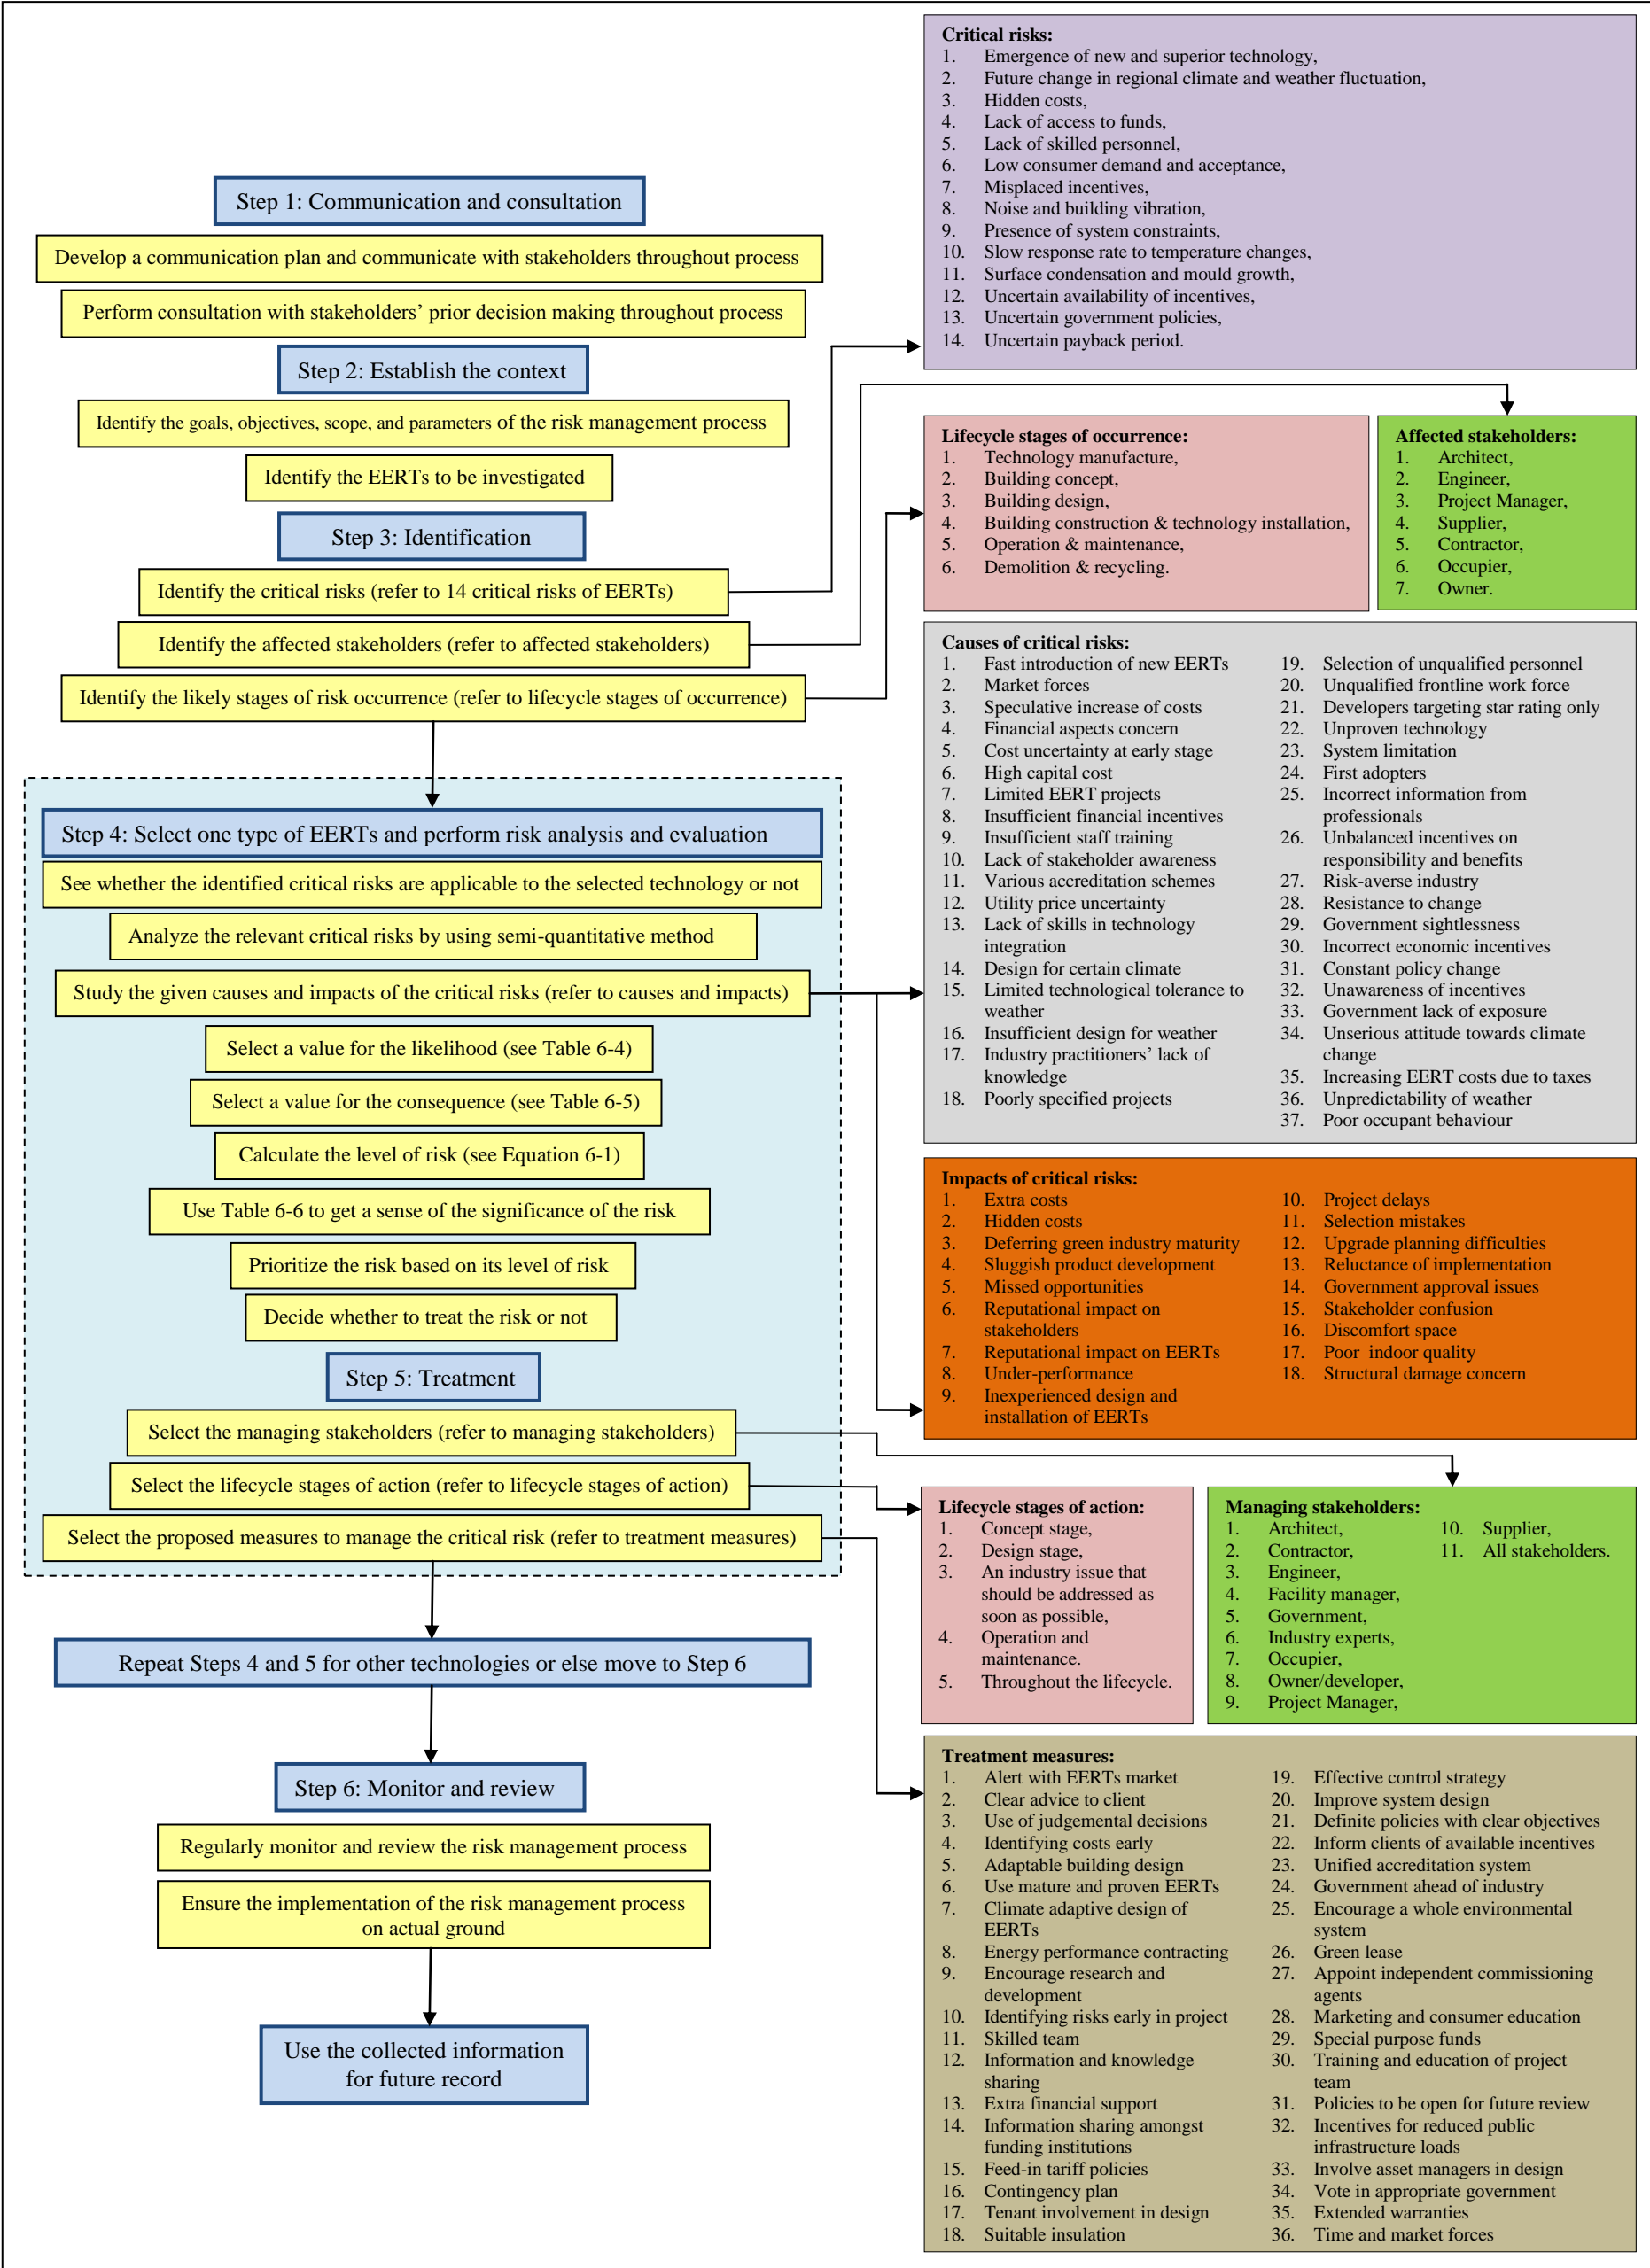 Step 1: Communication and consultation
Develop a communication plan and communicate with stakeholders throughout process
Perform consultation with stakeholders’ prior decision making throughout process
Step 2: Establish the context
Identify the goals, objectives, scope, and parameters of the risk management process
Identify the EERTs to be investigated
Step 3: Identification
Identify the critical risks (refer to 14 critical risks of EERTs)
Identify the affected stakeholders (refer to affected stakeholders)
Identify the likely stages of risk occurrence (refer to lifecycle stages of occurrence)
Step 4: Select one type of EERTs and perform risk analysis and evaluation
See whether the identified critical risks are applicable to the selected technology or not
Analyze the relevant critical risks by using semi-quantitative method
Study the given causes and impacts of the critical risks (refer to causes and impacts)
Select a value for the likelihood (see Table 6-4)
Select a value for the consequence (see Table 6-5)
Calculate the level of risk (see Equation 6-1)
Use Table 6-6 to get a sense of the significance of the risk
Prioritize the risk based on its level of risk
Decide whether to treat the risk or not
Step 5: Treatment
Select the managing stakeholders (refer to managing stakeholders)
Select the lifecycle stages of action (refer to lifecycle stages of action)
Select the proposed measures to manage the critical risk (refer to treatment measures)
Repeat Steps 4 and 5 for other technologies or else move to Step 6
Step 6: Monitor and review
Regularly monitor and review the risk management process
Ensure the implementation of the risk management process
on actual ground
Use the collected information
for future record
Critical risks:
1. Emergence of new and superior technology,
2. Future change in regional climate and weather fluctuation,
3. Hidden costs,
4. Lack of access to funds,
5. Lack of skilled personnel,
6. Low consumer demand and acceptance,
7. Misplaced incentives,
8. Noise and building vibration,
9. Presence of system constraints,
10. Slow response rate to temperature changes,
11. Surface condensation and mould growth,
12. Uncertain availability of incentives,
13. Uncertain government policies,
14. Uncertain payback period.
Lifecycle stages of occurrence:
1. Technology manufacture,
2. Building concept,
3. Building design,
4. Building construction & technology installation,
5. Operation & maintenance,
6. Demolition & recycling.
Affected stakeholders:
1. Architect,
2. Engineer,
3. Project Manager,
4. Supplier,
5. Contractor,
6. Occupier,
7. Owner.
Causes of critical risks:
1. Fast introduction of new EERTs
2. Market forces
3. Speculative increase of costs
4. Financial aspects concern
5. Cost uncertainty at early stage
6. High capital cost
7. Limited EERT projects
8. Insufficient financial incentives
9. Insufficient staff training
10. Lack of stakeholder awareness
11. Various accreditation schemes
12. Utility price uncertainty
13. Lack of skills in technology
integration
14. Design for certain climate
15. Limited technological tolerance to
weather
16. Insufficient design for weather
17. Industry practitioners’ lack of
knowledge
18. Poorly specified projects
19. Selection of unqualified personnel
20. Unqualified frontline work force
21. Developers targeting star rating only
22. Unproven technology
23. System limitation
24. First adopters
25. Incorrect information from
professionals
26. Unbalanced incentives on
responsibility and benefits
27. Risk-averse industry
28. Resistance to change
29. Government sightlessness
30. Incorrect economic incentives
31. Constant policy change
32. Unawareness of incentives
33. Government lack of exposure
34. Unserious attitude towards climate
change
35. Increasing EERT costs due to taxes
36. Unpredictability of weather
37. Poor occupant behaviour
Impacts of critical risks:
1. Extra costs
2. Hidden costs
3. Deferring green industry maturity
4. Sluggish product development
5. Missed opportunities
6. Reputational impact on
stakeholders
7. Reputational impact on EERTs
8. Under-performance
9. Inexperienced design and
installation of EERTs
10. Project delays
11. Selection mistakes
12. Upgrade planning difficulties
13. Reluctance of implementation
14. Government approval issues
15. Stakeholder confusion
16. Discomfort space
17. Poor indoor quality
18. Structural damage concern
Lifecycle stages of action:
1. Concept stage,
2. Design stage,
3. An industry issue that
should be addressed as
soon as possible,
4. Operation and
maintenance.
5. Throughout the lifecycle.
Managing stakeholders:
1. Architect,
2. Contractor,
3. Engineer,
4. Facility manager,
5. Government,
6. Industry experts,
7. Occupier,
8. Owner/developer,
9. Project Manager,
10. Supplier,
11. All stakeholders.
Treatment measures:
1. Alert with EERTs market
2. Clear advice to client
3. Use of judgemental decisions
4. Identifying costs early
5. Adaptable building design
6. Use mature and proven EERTs
7. Climate adaptive design of
EERTs
8. Energy performance contracting
9. Encourage research and
development
10. Identifying risks early in project
11. Skilled team
12. Information and knowledge
sharing
13. Extra financial support
14. Information sharing amongst
funding institutions
15. Feed-in tariff policies
16. Contingency plan
17. Tenant involvement in design
18. Suitable insulation
19. Effective control strategy
20. Improve system design
21. Definite policies with clear objectives
22. Inform clients of available incentives
23. Unified accreditation system
24. Government ahead of industry
25. Encourage a whole environmental
system
26. Green lease
27. Appoint independent commissioning
agents
28. Marketing and consumer education
29. Special purpose funds
30. Training and education of project
team
31. Policies to be open for future review
32. Incentives for reduced public
infrastructure loads
33. Involve asset managers in design
34. Vote in appropriate government
35. Extended warranties
36. Time and market forces